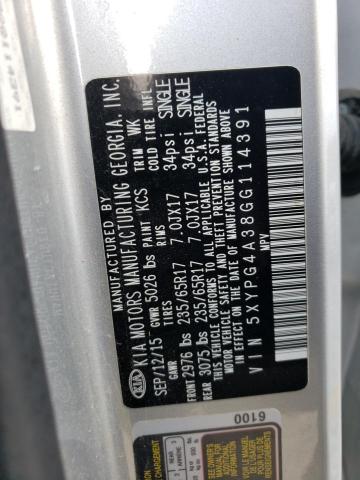 MANUFACTURED BY
KIA KIA MOTORS MANUFACTURING GEORGIA, INC.
SEP/12/15 GVWR 5026 lbs PAINT KCS TRIM WK
GAWR RIMS COLD TIRE INFL
FRONT 2976 lbs 235/65R17 7.0JX17 34psi SINGLE
REAR 3075 lbs 235/65R17 7.0JX17 34psi SINGLE
THIS VEHICLE CONFORMS TO ALL APPLICABLE U.S.A. FEDERAL
MOTOR VEHICLE SAFETY AND THEFT PREVENTION STANDARDS
IN EFFECT ON THE DATE OF MANUFACTURE SHOWN ABOVE
MPV
VIN 5XYPG4A38GG114391
6100